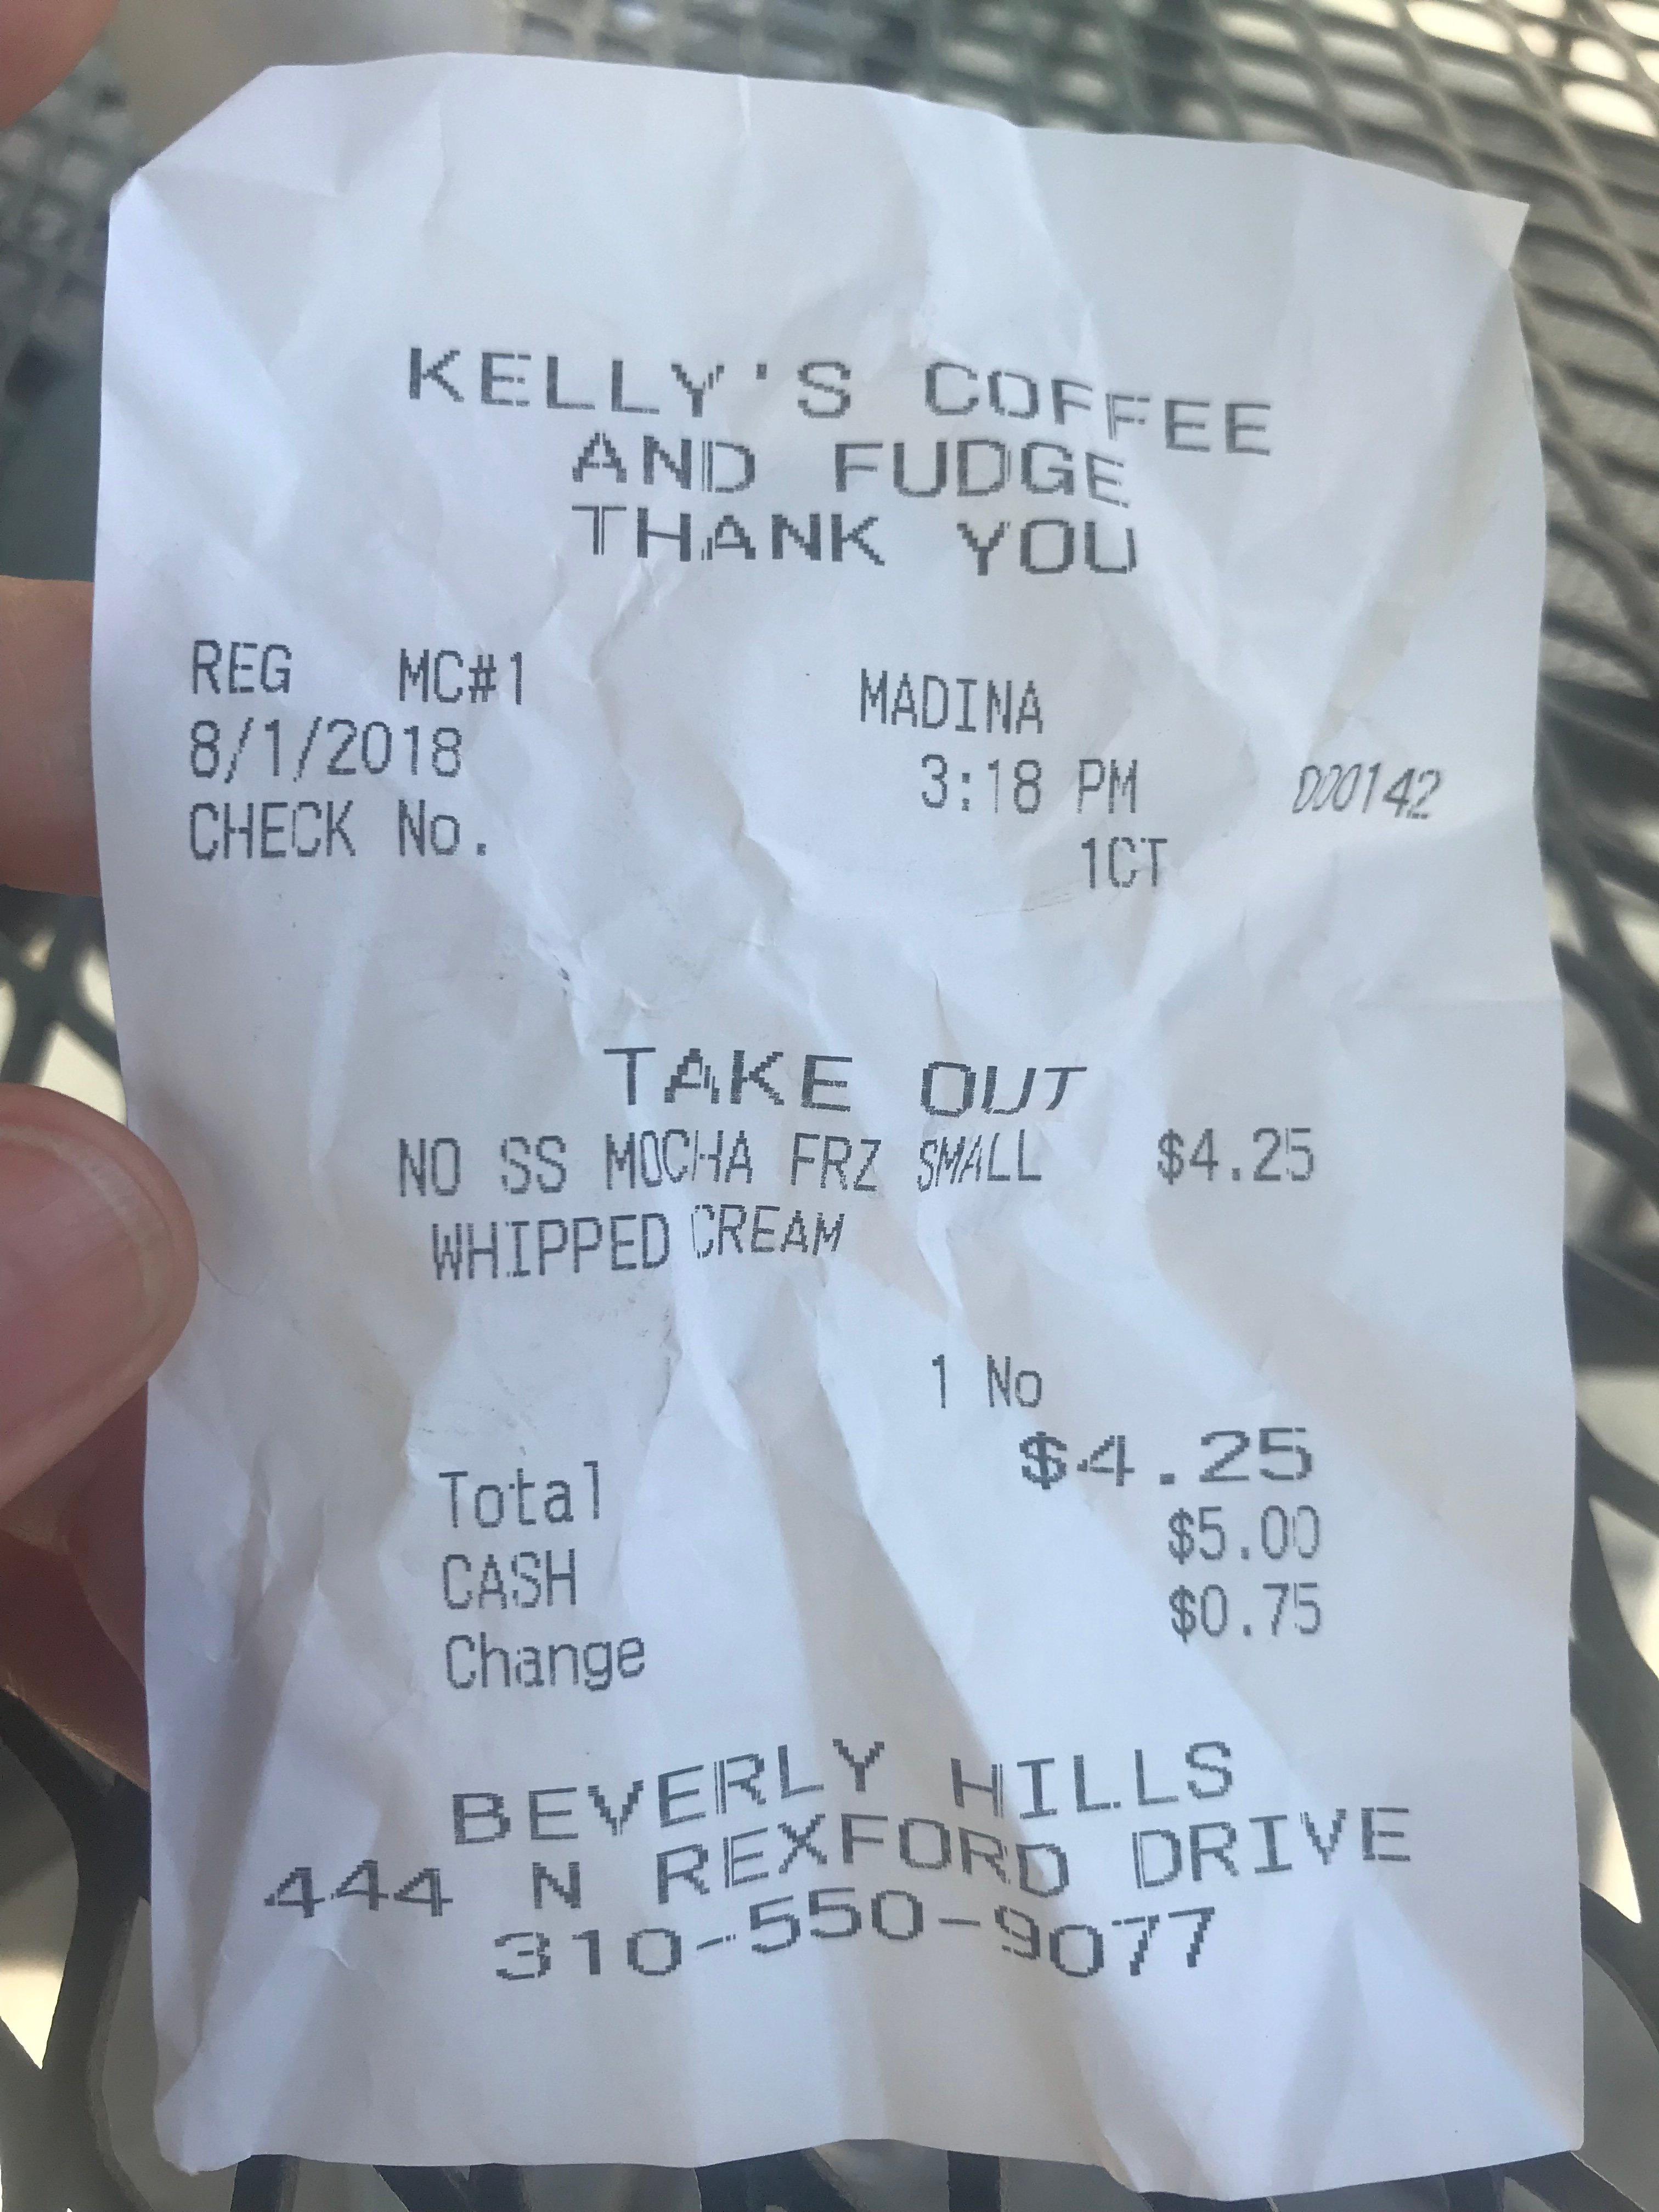 KELLY'S COFFEE
AND FUDGE
THANK YOU
REG MC#1 MADINA
8/1/2018 3:18 PM 000142
CHECK No. 1CT
TAKE OUT
NO SS MOCHA FRZ SMALL $4.25
WHIPPED CREAM
1 No
Total $4.25
CASH $5.00
Change $0.75
BEVERLY HILLS
444 N REXFORD DRIVE
310-550-9077